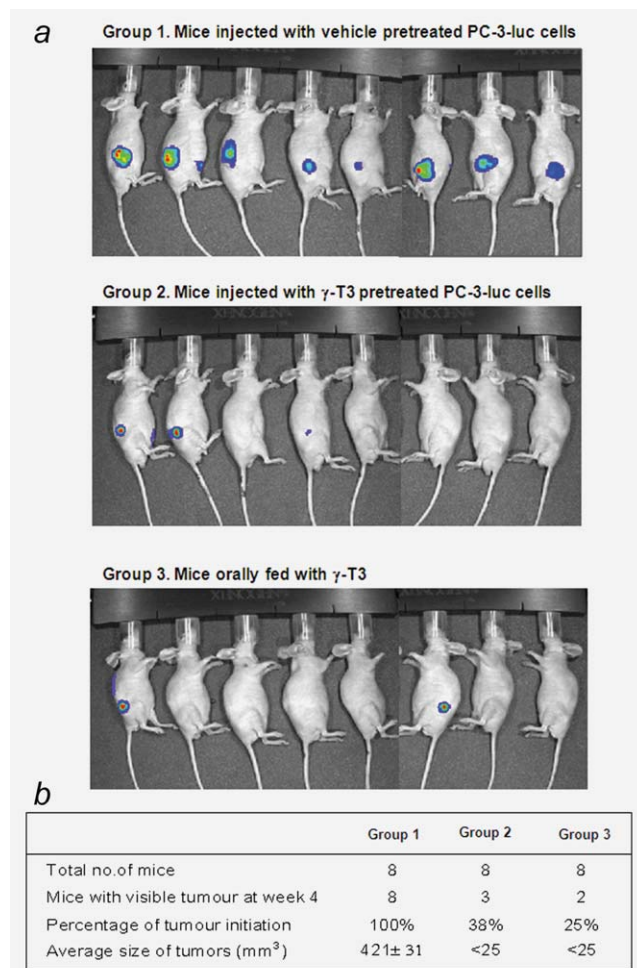 a
Group 1. Mice injected with vehicle pretreated PC-3-luc cells
Group 2. Mice injected with γ-T3 pretreated PC-3-luc cells
XENOGEN
Group 3. Mice orally fed with γ-T3
b
Group 1 Group 2 Group 3
Total no.of mice 8 8 8
Mice with visible tumour at week 4 8 3 2
Percentage of tumour initiation 100% 38% 25%
Average size of tumors (mm³) 421± 31 <25 <25